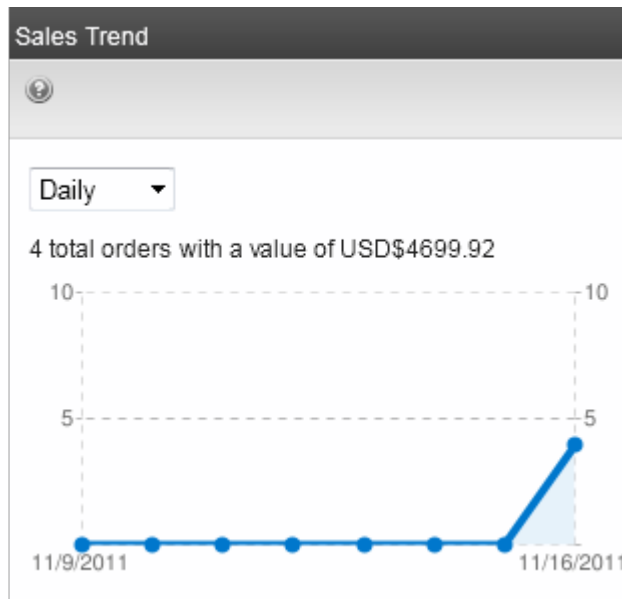 Sales Trend
?
Daily
4 total orders with a value of USD$4699.92
10 10
5 5
11/9/2011 11/16/2011